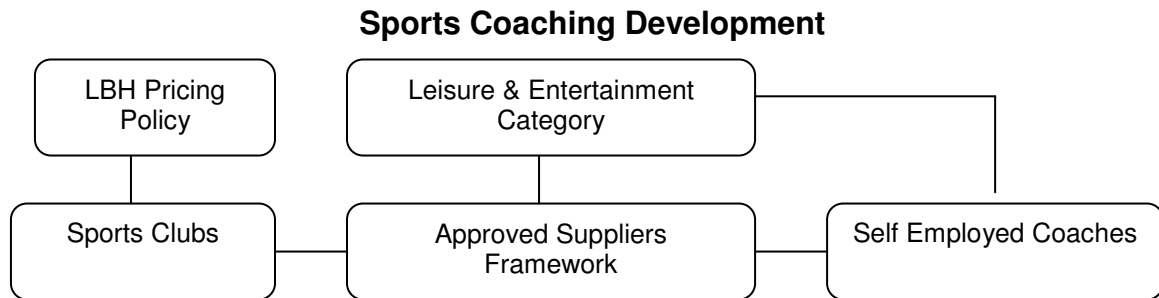 Sports Coaching Development
LBH Pricing
Policy
Leisure & Entertainment
Category
Sports Clubs
Approved Suppliers
Framework
Self Employed Coaches